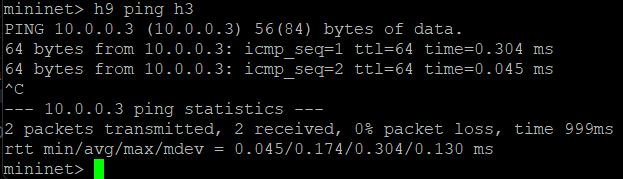 mininet> h9 ping h3
PING 10.0.0.3 (10.0.0.3) 56(84) bytes of data.
64 bytes from 10.0.0.3: icmp_seq=1 ttl=64 time=0.304 ms
64 bytes from 10.0.0.3: icmp_seq=2 ttl=64 time=0.045 ms
^C
--- 10.0.0.3 ping statistics ---
2 packets transmitted, 2 received, 0% packet loss, time 999ms
rtt min/avg/max/mdev = 0.045/0.174/0.304/0.130 ms
mininet>